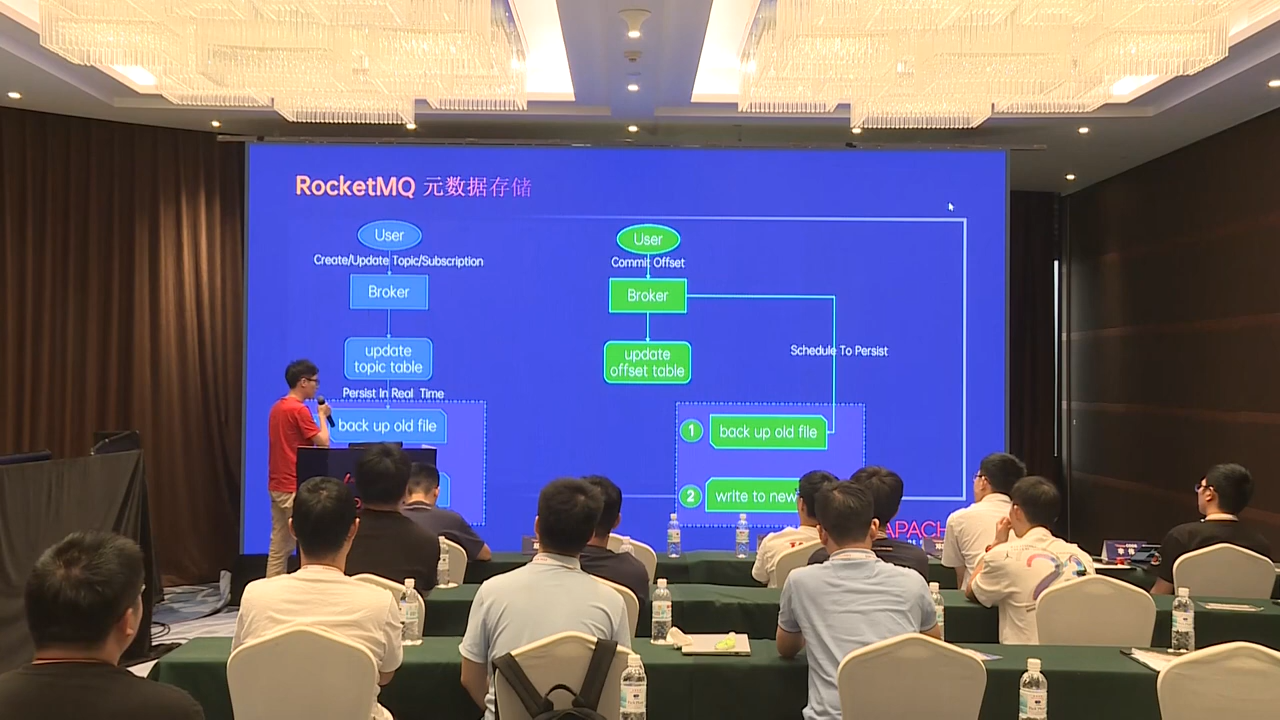 RocketMQ 元数据存储
User
Create/Update Topic/Subscription
Broker
update
topic table
Persist In Real Time
back up old file
User
Commit Offset
Broker
update
offset table
Schedule To Persist
1
back up old file
2
write to new
APACH